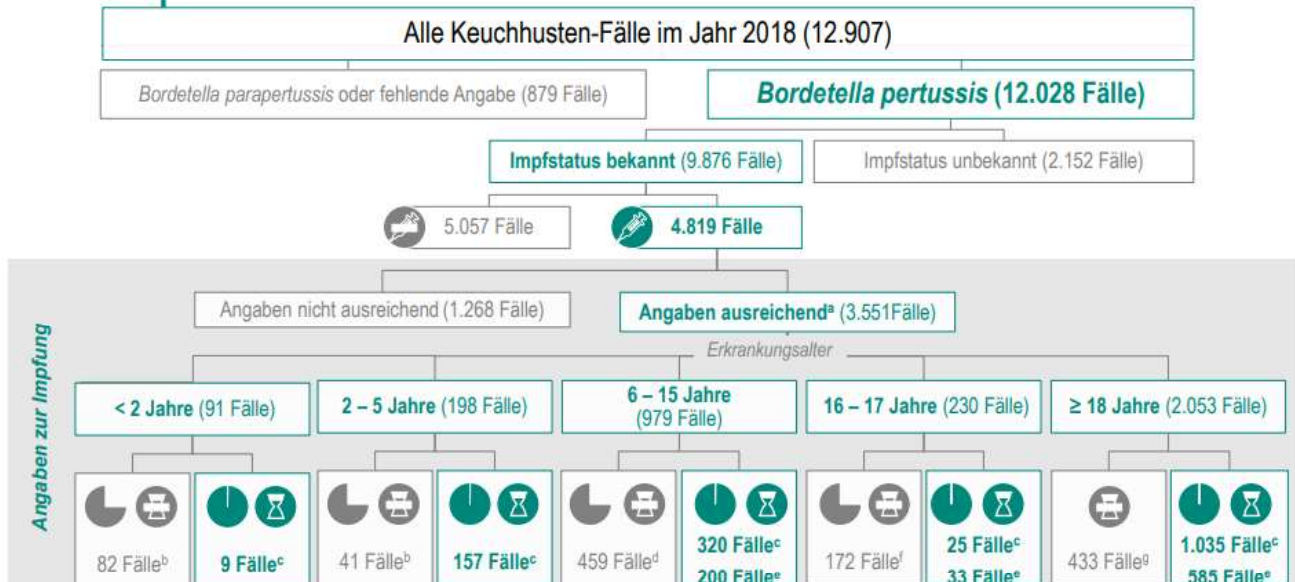 Alle Keuchhusten-Fälle im Jahr 2018 (12.907)
Bordetella parapertussis oder fehlende Angabe (879 Fälle)
Bordetella pertussis (12.028 Fälle)
Impfstatus bekannt (9.876 Fälle)
Impfstatus unbekannt (2.152 Fälle)
5.057 Fälle
4.819 Fälle
Angaben zur Impfung
Angaben nicht ausreichend (1.268 Fälle)
Angaben ausreichendᵃ (3.551Fälle)
Erkrankungsalter
< 2 Jahre (91 Fälle)
2 – 5 Jahre (198 Fälle)
6 – 15 Jahre
(979 Fälle)
16 – 17 Jahre (230 Fälle)
≥ 18 Jahre (2.053 Fälle)
82 Fälleᵇ
9 Fälleᶜ
41 Fälleᵇ
157 Fälleᶜ
459 Fälleᵈ
320 Fälleᶜ
200 Fälleᵉ
172 Fälleᶠ
25 Fälleᶜ
33 Fälleᵉ
433 Fälleᵍ
1.035 Fälleᶜ
585 Fälleᵉ